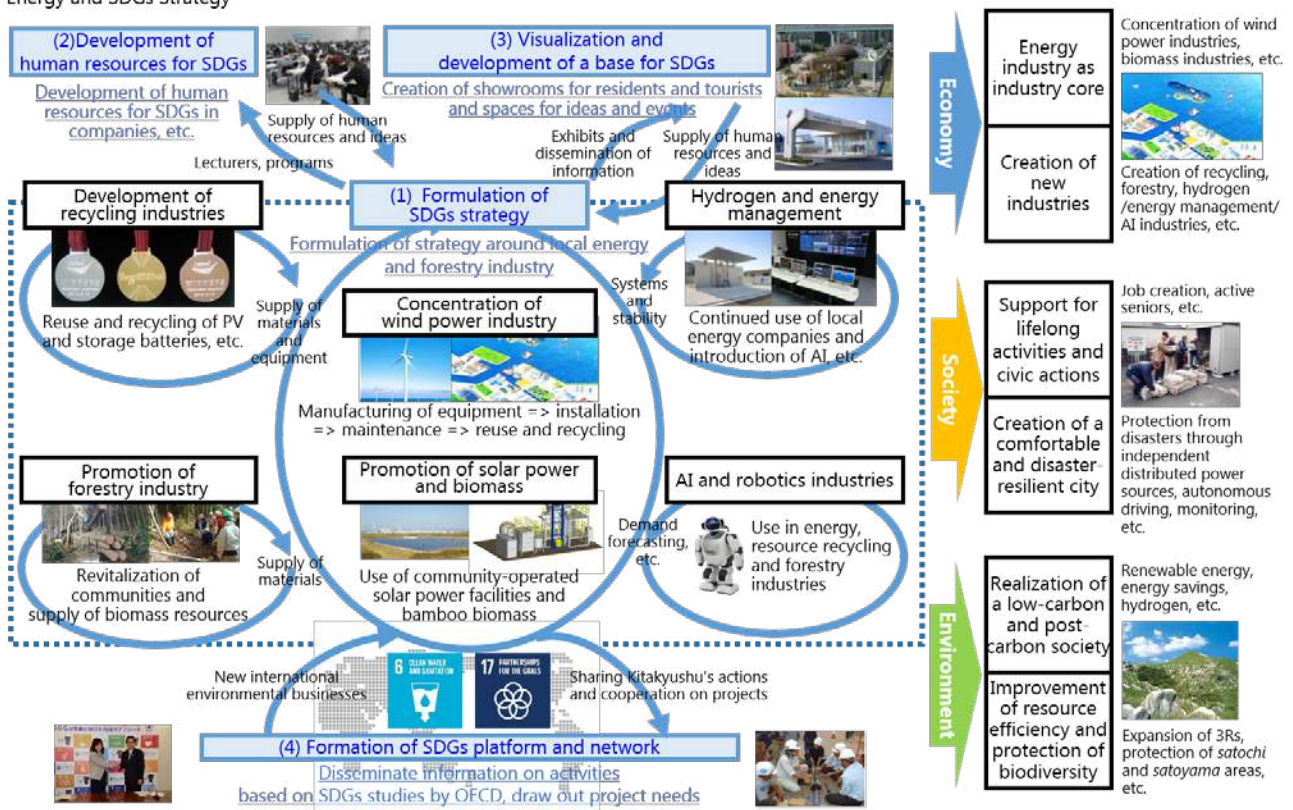 Energy and SDGs Strategy
(2)Development of
human resources for SDGs
Development of human
resources for SDGs in
companies, etc.
Supply of human
resources and ideas
Lecturers, programs
(3) Visualization and
development of a base for SDGs
Creation of showrooms for residents and tourists
and spaces for ideas and events
Exhibits and
dissemination of
information
Supply of human
resources and
ideas
Development of
recycling industries
Reuse and recycling of PV
and storage batteries, etc.
Supply of
materials
and
equipment
(1) Formulation of
SDGs strategy
Formulation of strategy around local energy
and forestry industry
Hydrogen and energy
management
Systems
and
stability
Continued use of local
energy companies and
introduction of AI, etc.
Concentration of
wind power industry
Manufacturing of equipment => installation
=> maintenance => reuse and recycling
Promotion of
forestry industry
Revitalization of
communities and
supply of biomass resources
Supply of
materials
Promotion of solar power
and biomass
Use of community-operated
solar power facilities and
bamboo biomass
AI and robotics industries
Demand
forecasting,
etc.
Use in energy,
resource recycling
and forestry
industries
New international
environmental businesses
6 CLEAN WATER
AND SANITATION
17 PARTNERSHIPS
FOR THE GOALS
Sharing Kitakyushu's actions
and cooperation on projects
(4) Formation of SDGs platform and network
Disseminate information on activities
based on SDGs studies by OECD, draw out project needs
Economy
Energy
industry as
industry core
Concentration of wind
power industries,
biomass industries, etc.
Creation of
new
industries
Creation of recycling,
forestry, hydrogen
/energy management/
AI industries, etc.
Society
Support for
lifelong
activities and
civic actions
Job creation, active
seniors, etc.
Creation of a
comfortable
and disaster-
resilient city
Protection from
disasters through
independent
distributed power
sources, autonomous
driving, monitoring,
etc.
Environment
Realization of
a low-carbon
and post-
carbon society
Renewable energy,
energy savings,
hydrogen, etc.
Improvement
of resource
efficiency and
protection of
biodiversity
Expansion of 3Rs,
protection of satochi
and satoyama areas,
etc.